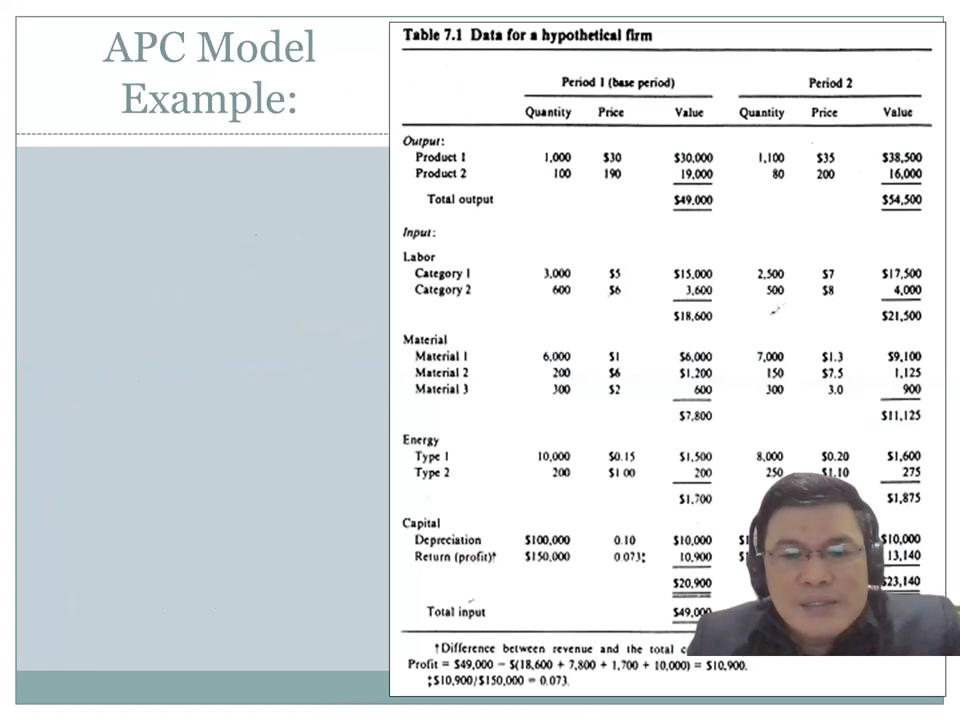 APC Model
Example:
Table 7.1 Data for a hypothetical firm
Period 1 (base period) Period 2
Quantity Price Value Quantity Price Value
Output:
Product 1 1,000 $30 $30,000 1,100 $35 $38,500
Product 2 100 190 19,000 80 200 16,000
Total output $49,000 $54,500
Input:
Labor
Category 1 3,000 $5 $15,000 2,500 $7 $17,500
Category 2 600 $6 3,600 500 $8 4,000
$18,600 $21,500
Material
Material 1 6,000 $1 $6,000 7,000 $1.3 $9,100
Material 2 200 $6 $1,200 150 $7.5 1,125
Material 3 300 $2 600 300 3.0 900
$7,800 $11,125
Energy
Type 1 10,000 $0.15 $1,500 8,000 $0.20 $1,600
Type 2 200 $1.00 200 250 $1.10 275
$1,700 $1,875
Capital
Depreciation $100,000 0.10 $10,000 $10,000
Return (profit)† $150,000 0.073‡ 10,900 13,140
$20,900 $23,140
Total input $49,000
†Difference between revenue and the total
Profit = $49,000 − $(18,600 + 7,800 + 1,700 + 10,000) = $10,900.
‡$10,900/$150,000 = 0.073.